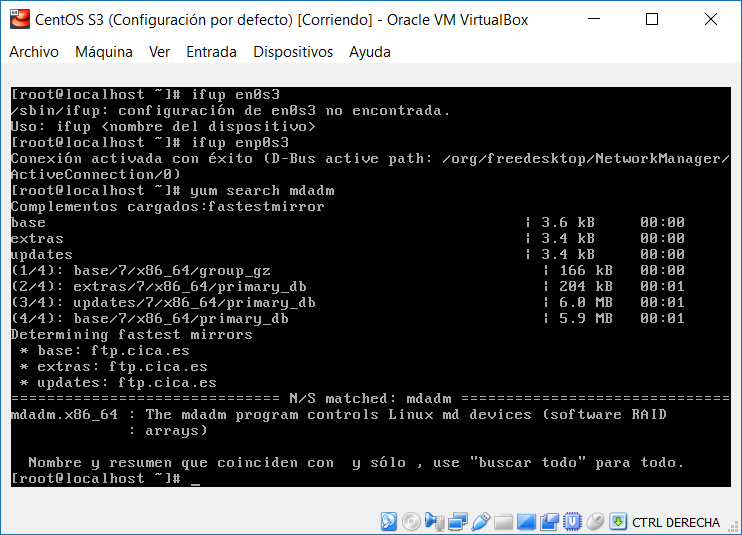 CentOS S3 (Configuración por defecto) [Corriendo] - Oracle VM VirtualBox
Archivo Máquina Ver Entrada Dispositivos Ayuda
[root@localhost ~]# ifup en0s3
/sbin/ifup: configuración de en0s3 no encontrada.
Uso: ifup <nombre del dispositivo>
[root@localhost ~]# ifup enp0s3
Conexión activada con éxito (D-Bus active path: /org/freedesktop/NetworkManager/
ActiveConnection/0)
[root@localhost ~]# yum search mdadm
Complementos cargados:fastestmirror
base | 3.6 kB 00:00
extras | 3.4 kB 00:00
updates | 3.4 kB 00:00
(1/4): base/7/x86_64/group_gz | 166 kB 00:00
(2/4): extras/7/x86_64/primary_db | 204 kB 00:01
(3/4): updates/7/x86_64/primary_db | 6.0 MB 00:01
(4/4): base/7/x86_64/primary_db | 5.9 MB 00:01
Determining fastest mirrors
* base: ftp.cica.es
* extras: ftp.cica.es
* updates: ftp.cica.es
============================== N/S matched: mdadm ==============================
mdadm.x86_64 : The mdadm program controls Linux md devices (software RAID
: arrays)
Nombre y resumen que coinciden con y sólo , use "buscar todo" para todo.
[root@localhost ~]# _
CTRL DERECHA